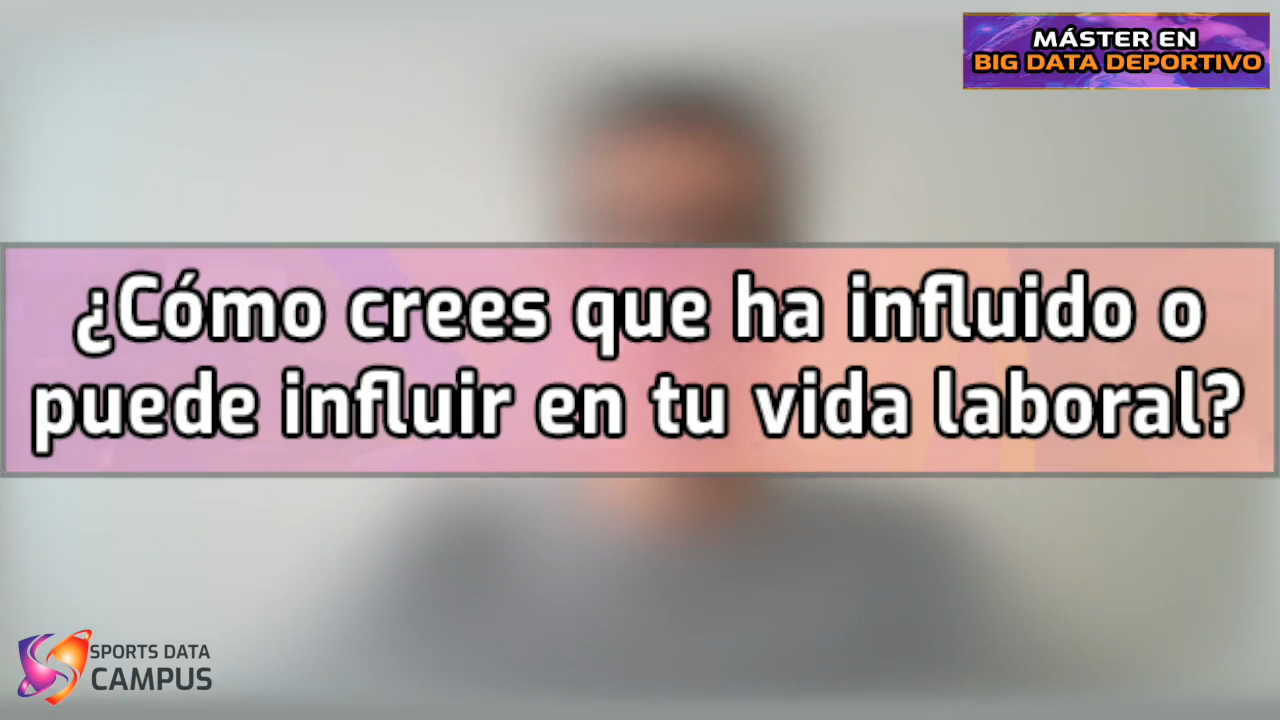 MÁSTER EN
BIG DATA DEPORTIVO
¿Cómo crees que ha influido o
puede influir en tu vida laboral?
SPORTS DATA
CAMPUS